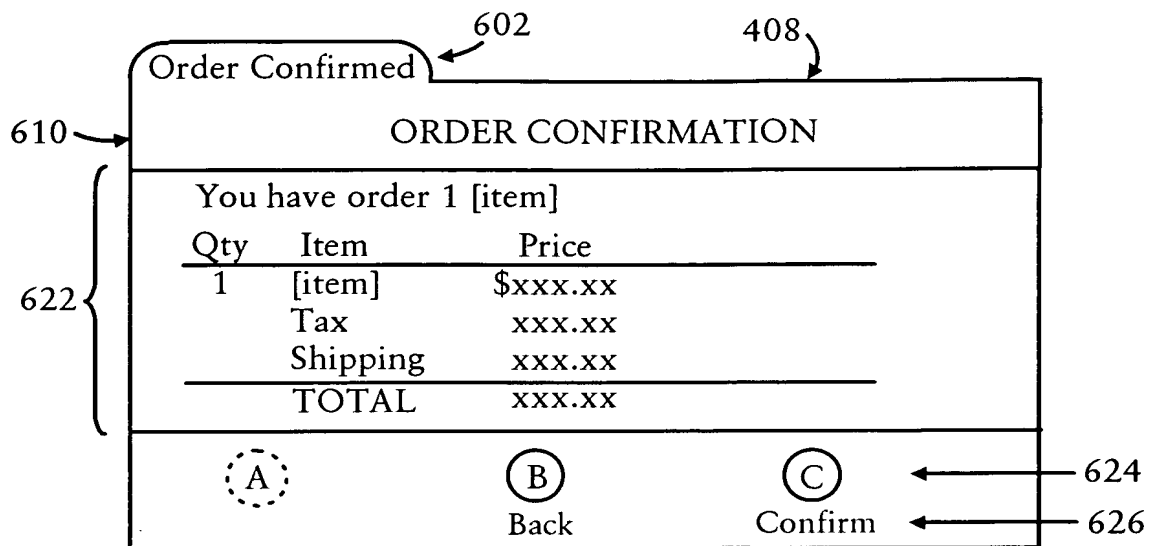 602
408
Order Confirmed
610
ORDER CONFIRMATION
You have order 1 [item]
Qty Item Price
622
1 [item] $xxx.xx
Tax xxx.xx
Shipping xxx.xx
TOTAL xxx.xx
A B C 624
Back Confirm 626